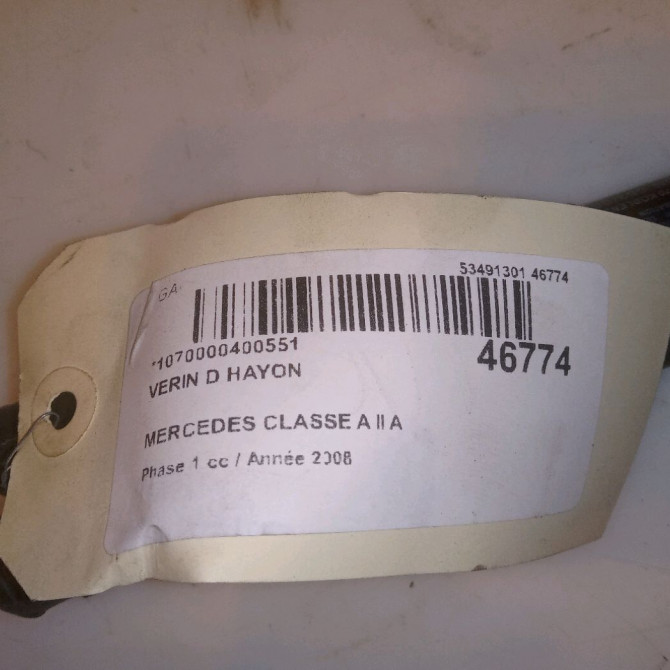 GA
53491301 46774
*1070000400551
46774
VERIN D HAYON
MERCEDES CLASSE A II A
Phase 1 cc / Année 2008